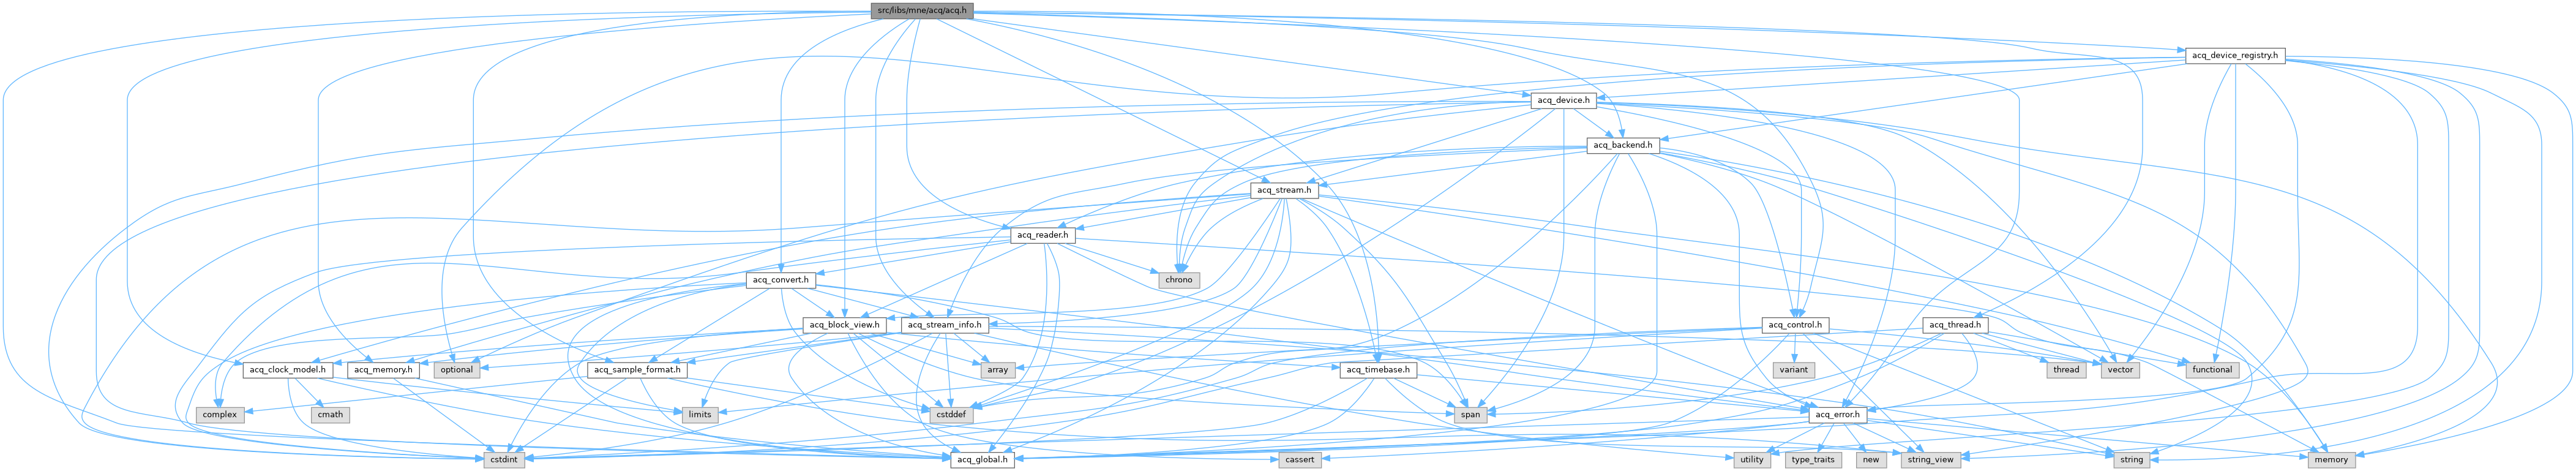 src/libs/mne/acq/acq.h
acq_device_registry.h
acq_device.h
acq_backend.h
acq_stream.h
acq_reader.h
acq_convert.h
chrono
acq_block_view.h
acq_stream_info.h
acq_control.h
acq_thread.h
acq_clock_model.h
acq_memory.h
optional
acq_sample_format.h
array
acq_timebase.h
variant
thread
vector
functional
complex
cmath
limits
cstddef
span
acq_error.h
cstdint
acq_global.h
cassert
utility
type_traits
new
string_view
string
memory